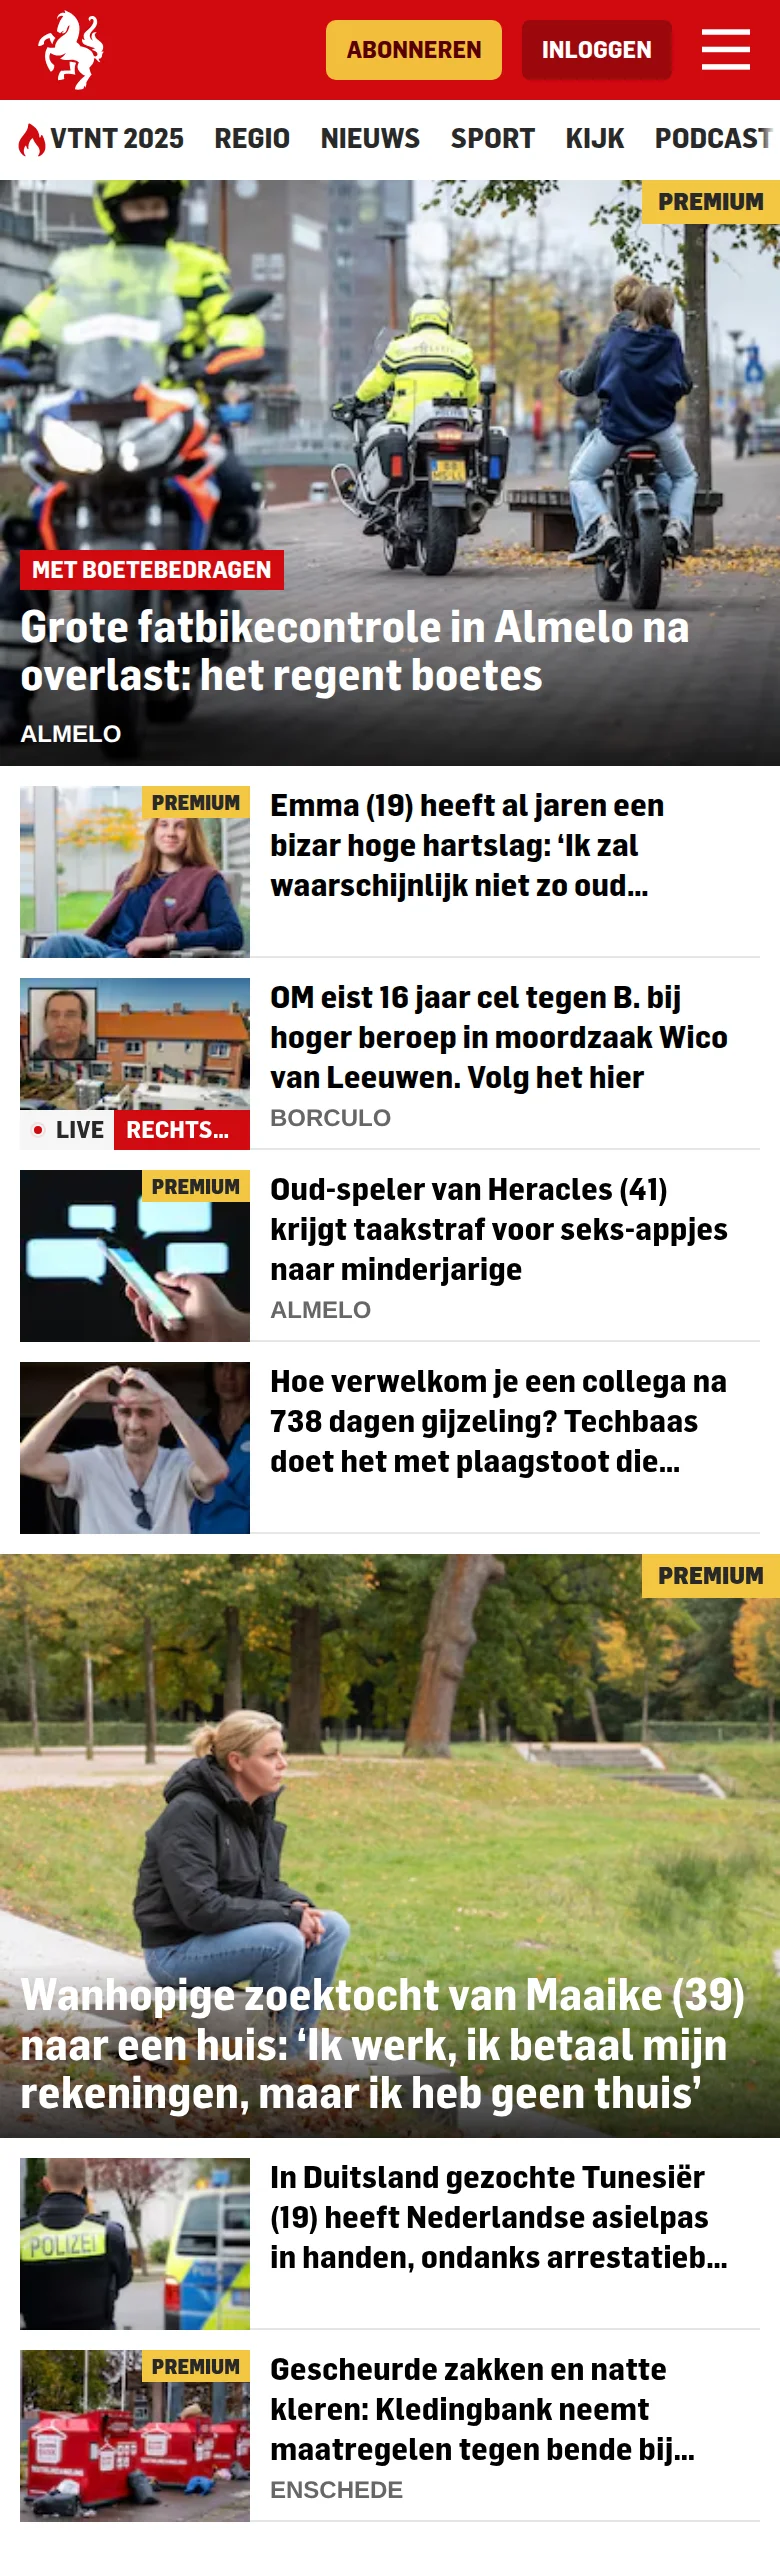 ABONNEREN
INLOGGEN
VTNT 2025 REGIO NIEUWS SPORT KIJK PODCAST
PREMIUM
MET BOETEBEDRAGEN
Grote fatbikecontrole in Almelo na
overlast: het regent boetes
ALMELO
PREMIUM
Emma (19) heeft al jaren een
bizar hoge hartslag: ‘Ik zal
waarschijnlijk niet zo oud...
LIVE RECHTS...
OM eist 16 jaar cel tegen B. bij
hoger beroep in moordzaak Wico
van Leeuwen. Volg het hier
BORCULO
PREMIUM
Oud-speler van Heracles (41)
krijgt taakstraf voor seks-appjes
naar minderjarige
ALMELO
Hoe verwelkom je een collega na
738 dagen gijzeling? Techbaas
doet het met plaagstoot die...
PREMIUM
Wanhopige zoektocht van Maaike (39)
naar een huis: ‘Ik werk, ik betaal mijn
rekeningen, maar ik heb geen thuis’
POLIZEI
In Duitsland gezochte Tunesiër
(19) heeft Nederlandse asielpas
in handen, ondanks arrestatieb...
PREMIUM
Gescheurde zakken en natte
kleren: Kledingbank neemt
maatregelen tegen bende bij...
ENSCHEDE